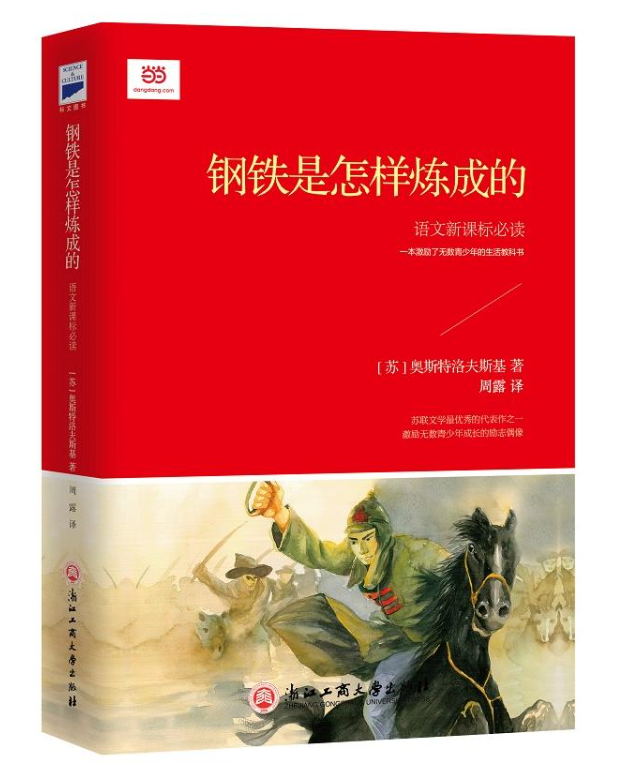 SCIENCE
&
CULTURE
钢铁是怎样炼成的
语文新课标必读
[苏]奥斯特洛夫斯基 著
周 露 译
浙江工商大学出版社
当当
dangdang.com
钢铁是怎样炼成的
语文新课标必读
一本激励了无数青少年的生活教科书
[苏]奥斯特洛夫斯基 著
周露 译
苏联文学最优秀的代表作之一
激励无数青少年成长的励志偶像
浙江工商大学出版社
ZHEJIANG GONGSHANG UNIVERSITY PRESS